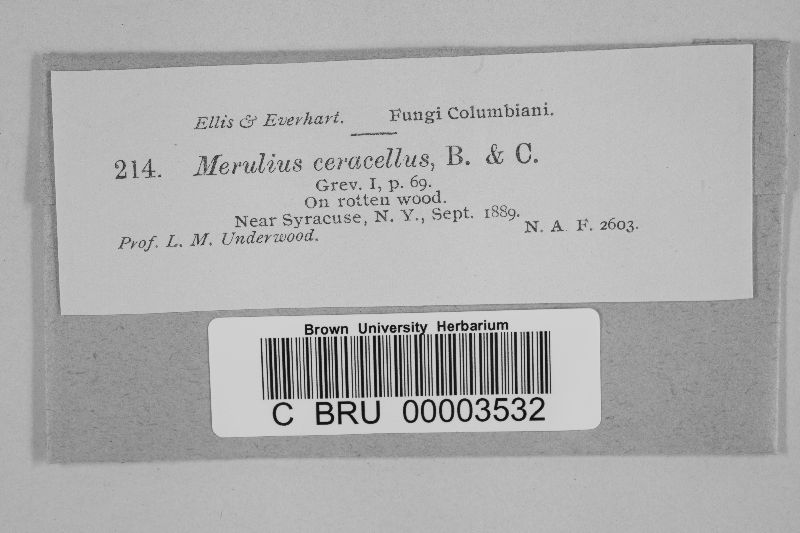 Ellis & Everhart. Fungi Columbiani.
214. Merulius ceracellus, B. & C.
Grev. I, p. 69.
On rotten wood.
Near Syracuse, N. Y., Sept. 1889.
Prof. L. M. Underwood. N. A. F. 2603.
Brown University Herbarium
C BRU 00003532